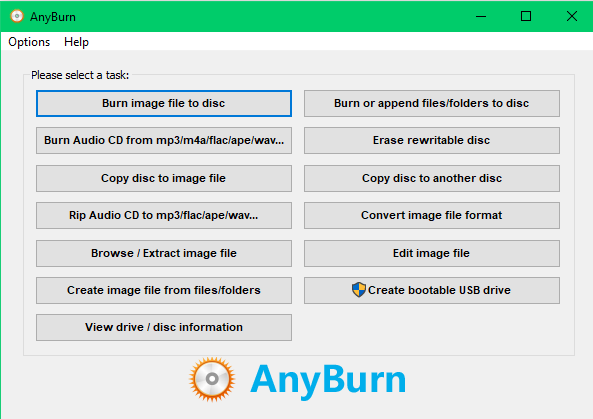 AnyBurn
Options Help
Please select a task:
Burn image file to disc
Burn or append files/folders to disc
Burn Audio CD from mp3/m4a/flac/ape/wav...
Erase rewritable disc
Copy disc to image file
Copy disc to another disc
Rip Audio CD to mp3/flac/ape/wav...
Convert image file format
Browse / Extract image file
Edit image file
Create image file from files/folders
Create bootable USB drive
View drive / disc information
AnyBurn